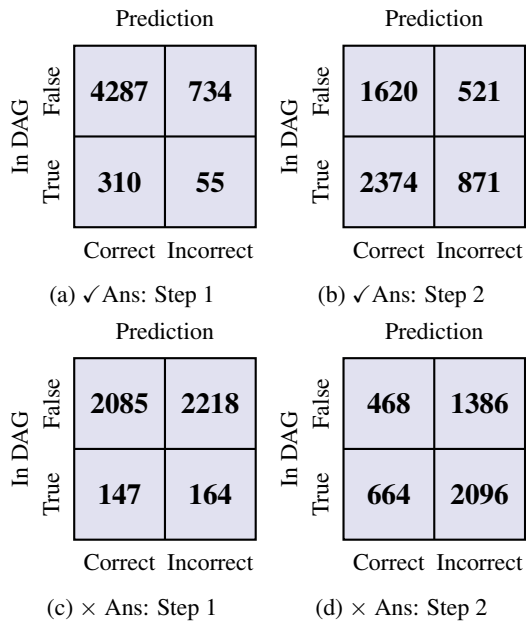 Prediction Prediction
In DAG False 4287 734 In DAG False 1620 521
True 310 55 True 2374 871
Correct Incorrect Correct Incorrect
(a) ✓Ans: Step 1 (b) ✓Ans: Step 2
Prediction Prediction
In DAG False 2085 2218 In DAG False 468 1386
True 147 164 True 664 2096
Correct Incorrect Correct Incorrect
(c) × Ans: Step 1 (d) × Ans: Step 2